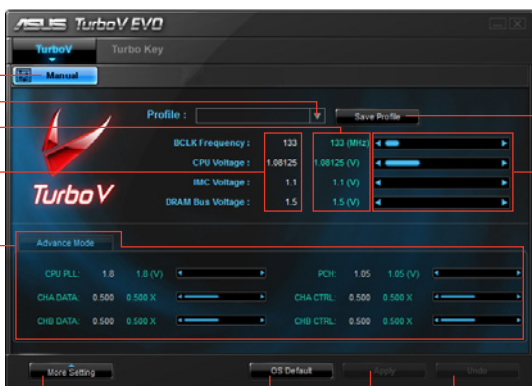 ASUS TurboV EVO
TurboV Turbo Key
Manual
Profile : Save Profile
BCLK Frequency : 133 133 (MHz)
CPU Voltage : 1.08125 1.08125 (V)
IMC Voltage : 1.1 1.1 (V)
DRAM Bus Voltage : 1.5 1.5 (V)
TurboV
Advance Mode
CPU PLL: 1.8 1.8 (V) PCH: 1.05 1.05 (V)
CHA DATA: 0.500 0.500 X CHA CTRL: 0.500 0.500 X
CHB DATA: 0.500 0.500 X CHB CTRL: 0.500 0.500 X
More Setting OS Default Apply Undo